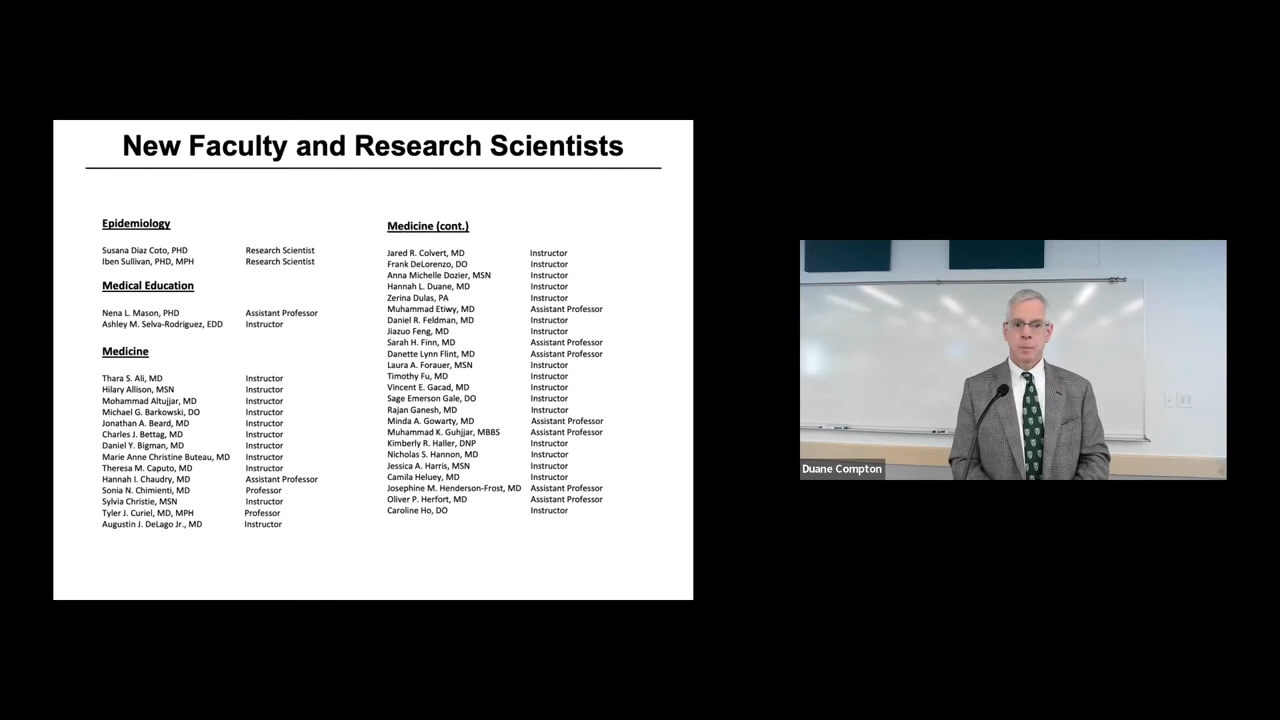 New Faculty and Research Scientists
Epidemiology
Susana Diaz Coto, PHD Research Scientist
Iben Sullivan, PHD, MPH Research Scientist
Medical Education
Nena L. Mason, PHD Assistant Professor
Ashley M. Selva-Rodriguez, EDD Instructor
Medicine
Thara S. Ali, MD Instructor
Hilary Allison, MSN Instructor
Mohammad Altujjar, MD Instructor
Michael G. Barkowski, DO Instructor
Jonathan A. Beard, MD Instructor
Charles J. Bettag, MD Instructor
Daniel Y. Bigman, MD Instructor
Marie Anne Christine Buteau, MD Instructor
Theresa M. Caputo, MD Instructor
Hannah I. Chaudry, MD Assistant Professor
Sonia N. Chimienti, MD Professor
Sylvia Christie, MSN Instructor
Tyler J. Curiel, MD, MPH Professor
Augustin J. DeLago Jr., MD Instructor
Medicine (cont.)
Jared R. Colvert, MD Instructor
Frank DeLorenzo, DO Instructor
Anna Michelle Dozier, MSN Instructor
Hannah L. Duane, MD Instructor
Zerina Dulas, PA Instructor
Muhammad Etiwy, MD Assistant Professor
Daniel R. Feldman, MD Instructor
Jiazuo Feng, MD Instructor
Sarah H. Finn, MD Assistant Professor
Danette Lynn Flint, MD Assistant Professor
Laura A. Forauer, MSN Instructor
Timothy Fu, MD Instructor
Vincent E. Gacad, MD Instructor
Sage Emerson Gale, DO Instructor
Rajan Ganesh, MD Instructor
Minda A. Gowarty, MD Assistant Professor
Muhammad K. Guhjjar, MBBS Assistant Professor
Kimberly R. Haller, DNP Instructor
Nicholas S. Hannon, MD Instructor
Jessica A. Harris, MSN Instructor
Camila Heluey, MD Instructor
Josephine M. Henderson-Frost, MD Assistant Professor
Oliver P. Herfort, MD Assistant Professor
Caroline Ho, DO Instructor
Duane Compton